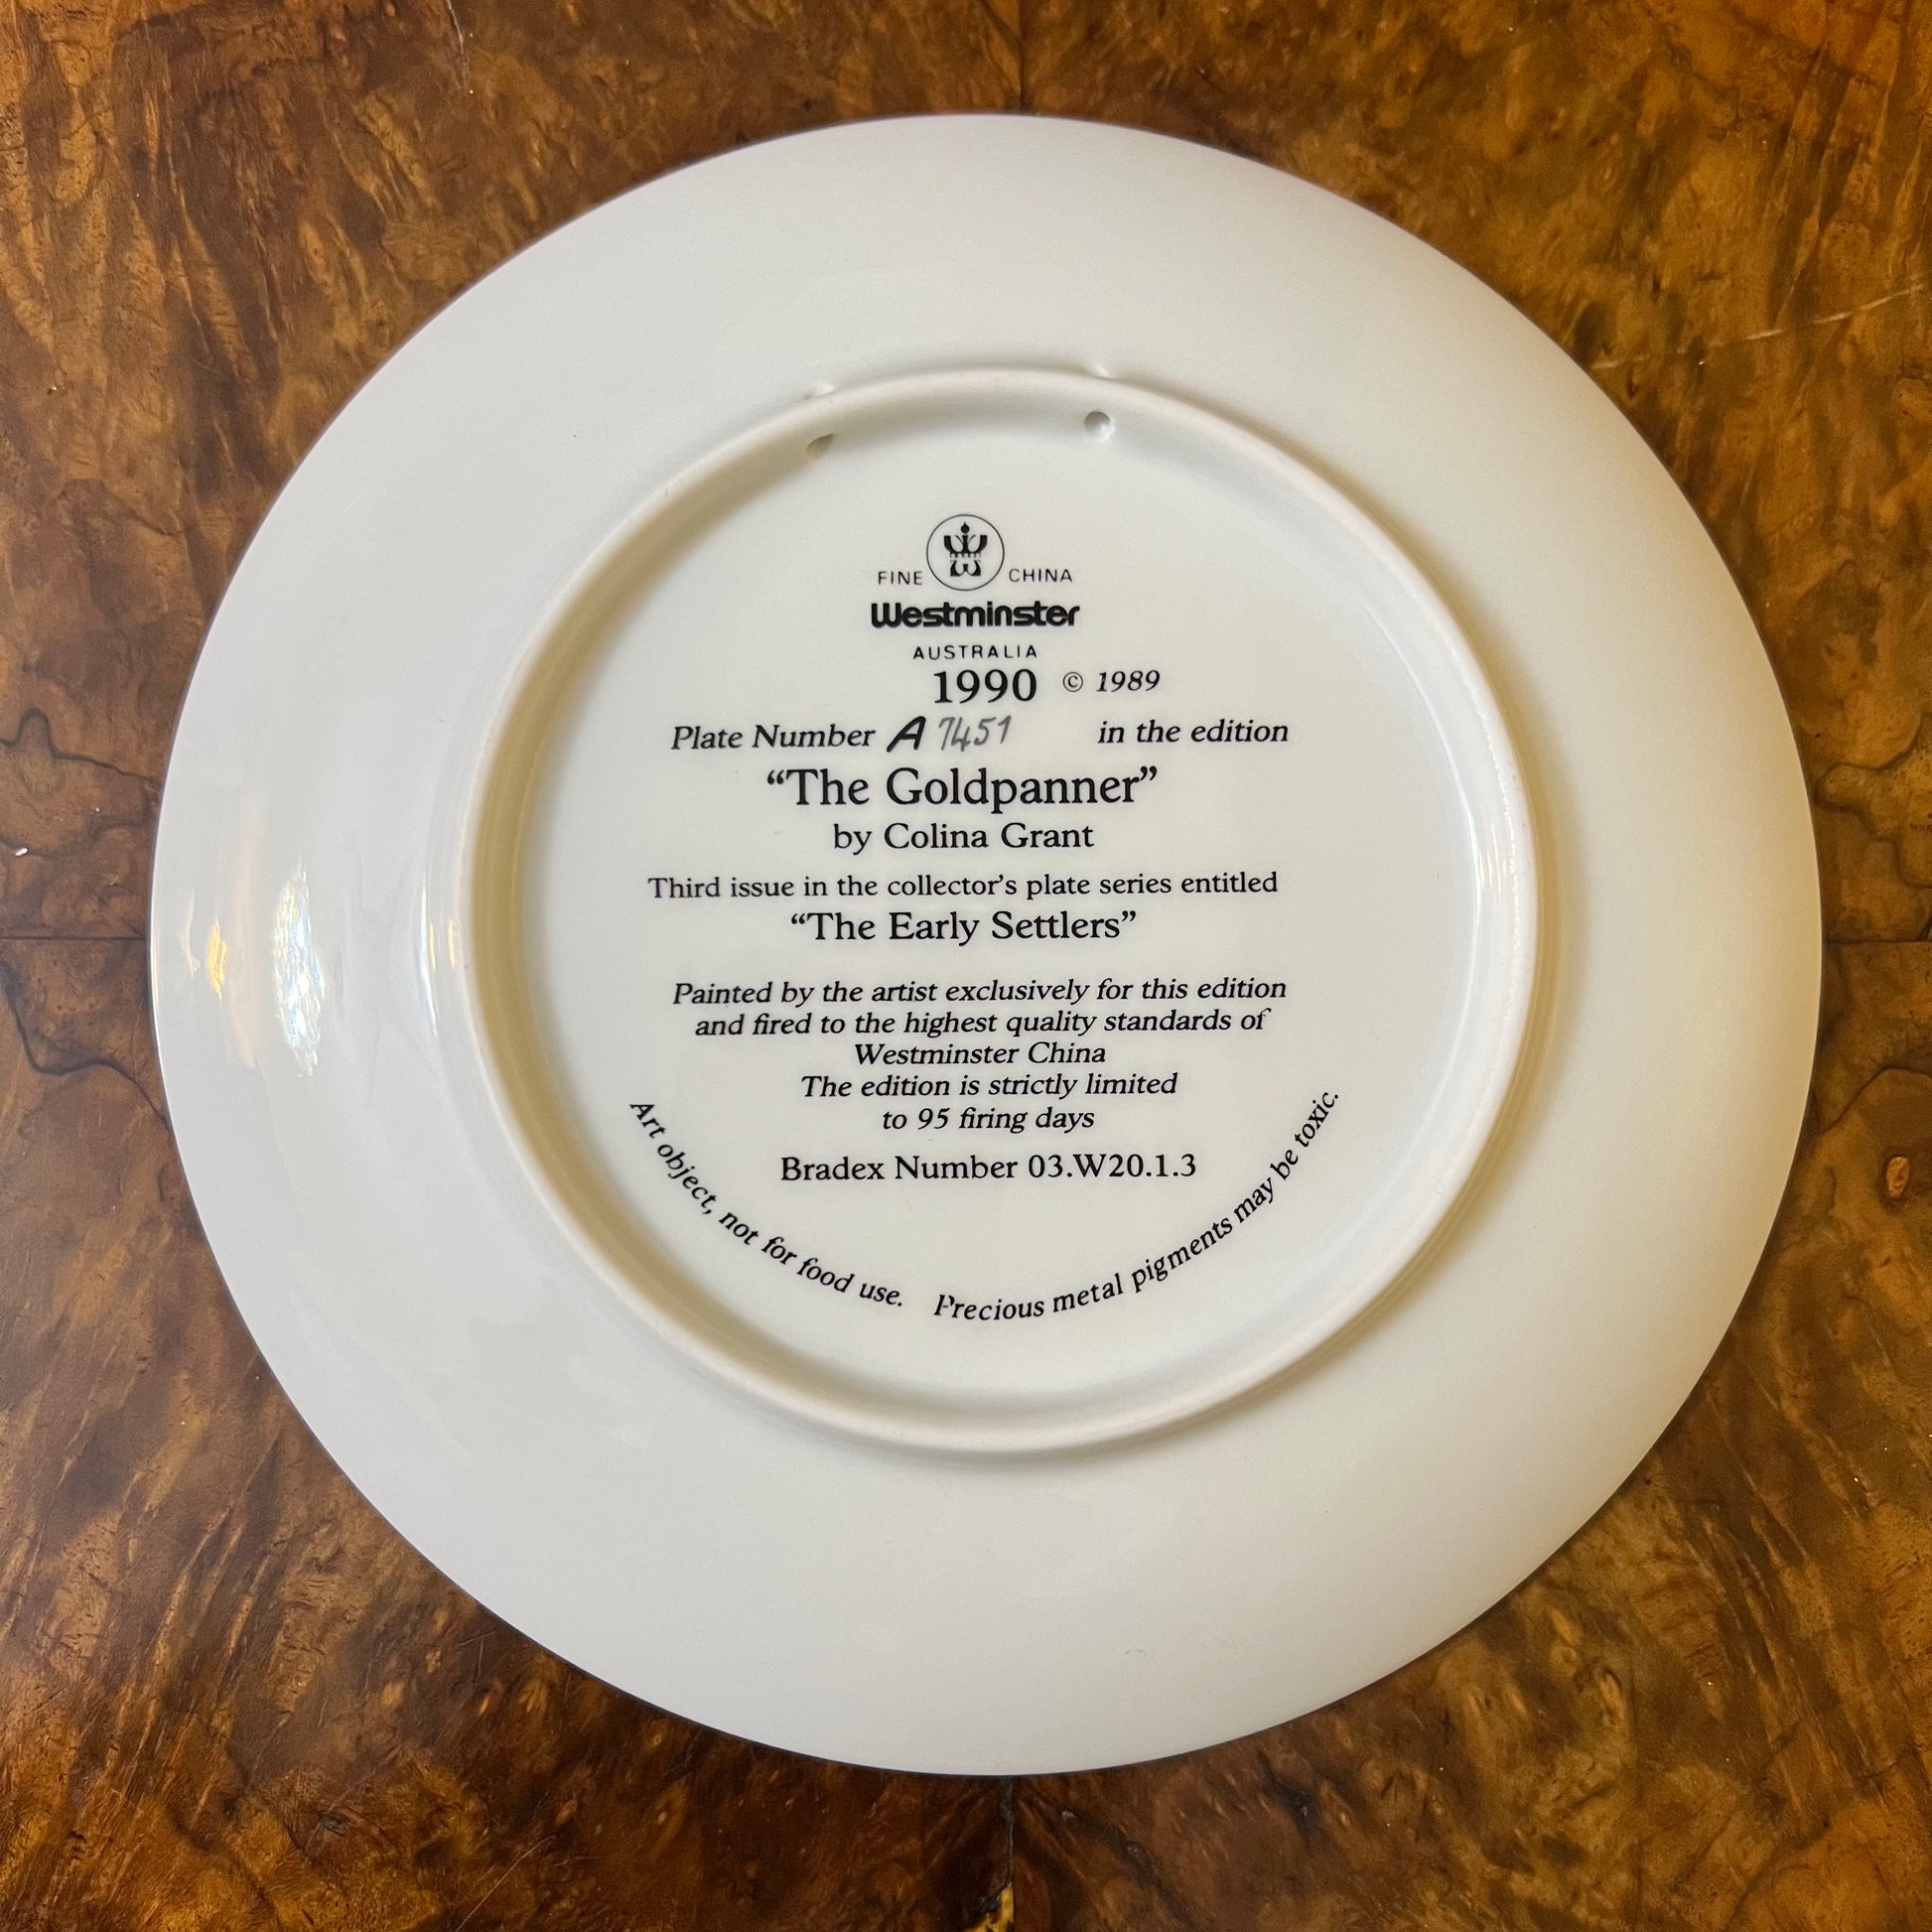 FINE CHINA
Westminster
AUSTRALIA
1990 © 1989
Plate Number A 7451 in the edition
“The Goldpanner”
by Colina Grant
Third issue in the collector’s plate series entitled
“The Early Settlers”
Painted by the artist exclusively for this edition
and fired to the highest quality standards of
Westminster China
The edition is strictly limited
to 95 firing days
Bradex Number 03.W20.1.3
Art object, not for food use. Precious metal pigments may be toxic.